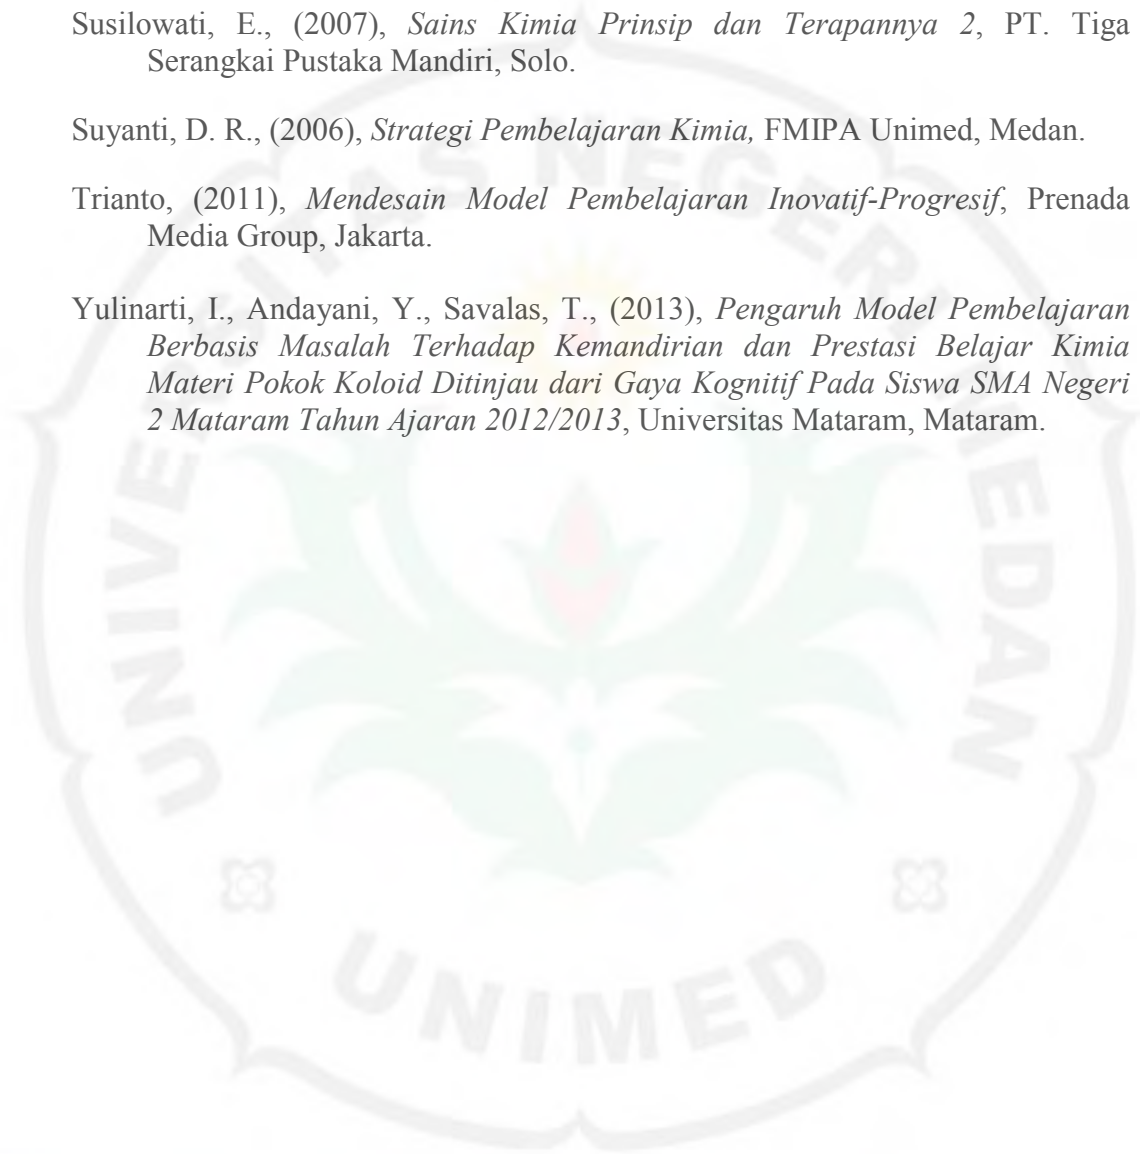 Susilowati, E., (2007), Sains Kimia Prinsip dan Terapannya 2, PT. Tiga
Serangkai Pustaka Mandiri, Solo.
Suyanti, D. R., (2006), Strategi Pembelajaran Kimia, FMIPA Unimed, Medan.
Trianto, (2011), Mendesain Model Pembelajaran Inovatif-Progresif, Prenada
Media Group, Jakarta.
Yulinarti, I., Andayani, Y., Savalas, T., (2013), Pengaruh Model Pembelajaran
Berbasis Masalah Terhadap Kemandirian dan Prestasi Belajar Kimia
Materi Pokok Koloid Ditinjau dari Gaya Kognitif Pada Siswa SMA Negeri
2 Mataram Tahun Ajaran 2012/2013, Universitas Mataram, Mataram.
UNIVERSITAS NEGERI MEDAN
UNIMED